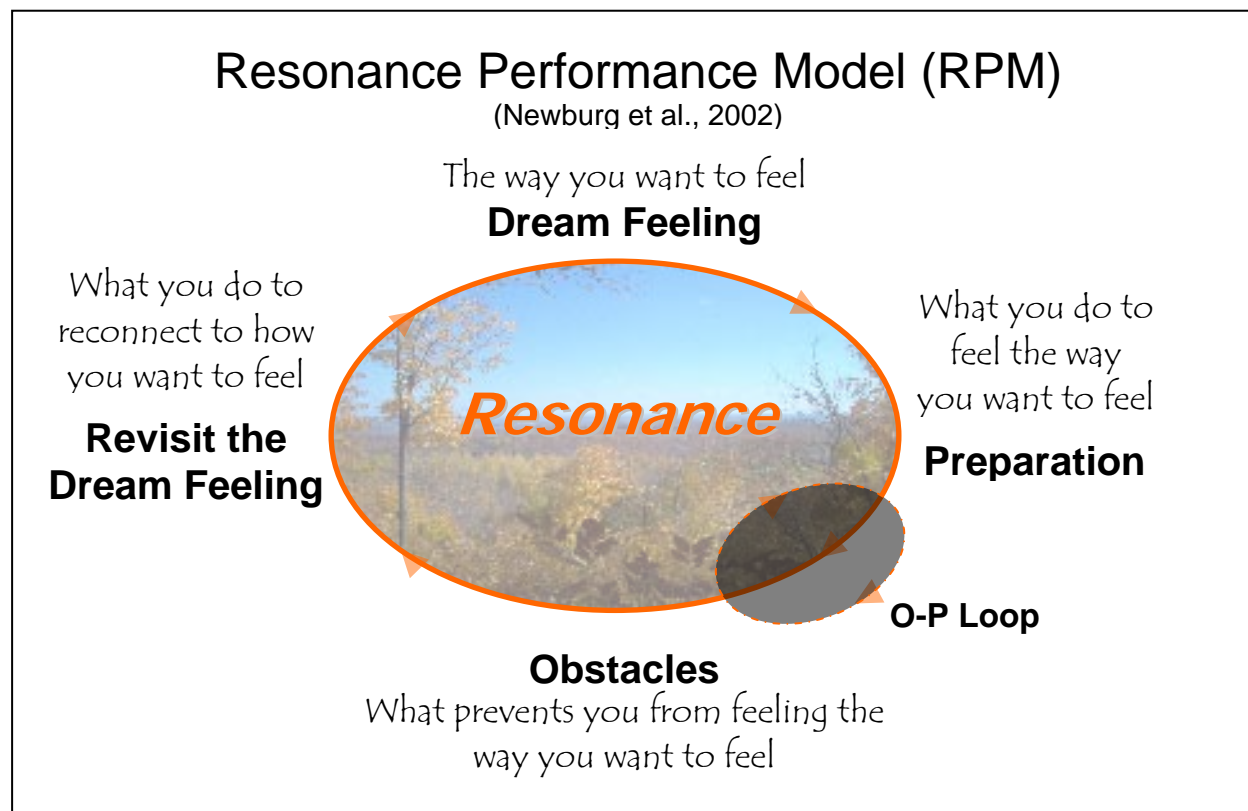 Resonance Performance Model (RPM)
(Newburg et al., 2002)
The way you want to feel
Dream Feeling
What you do to
reconnect to how
you want to feel
Revisit the
Dream Feeling
Resonance
What you do to
feel the way
you want to feel
Preparation
O-P Loop
Obstacles
What prevents you from feeling the
way you want to feel